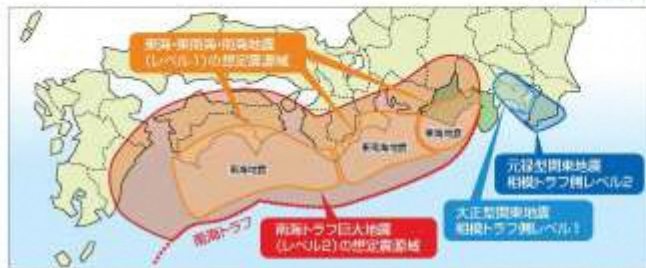 東海・東南海・南海地震
(レベル1)の想定震源域
東海地震
東南海地震
南海地震
元禄型関東地震
相模トラフ側レベル2
大正型関東地震
相模トラフ側レベル1
南海トラフ
南海トラフ巨大地震
(レベル2)の想定震源域